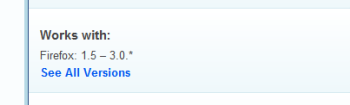 Works with:
Firefox: 1.5 – 3.0.*
See All Versions